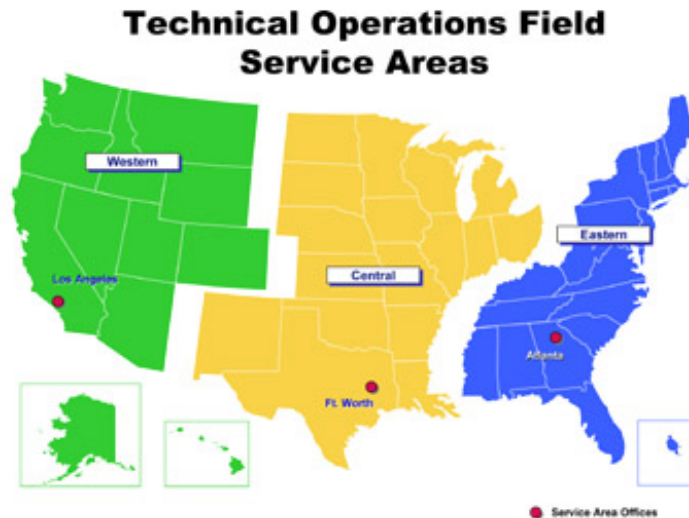 Technical Operations Field
Service Areas
Western
Eastern
Central
Los Angeles
Atlanta
Ft. Worth
Service Area Offices